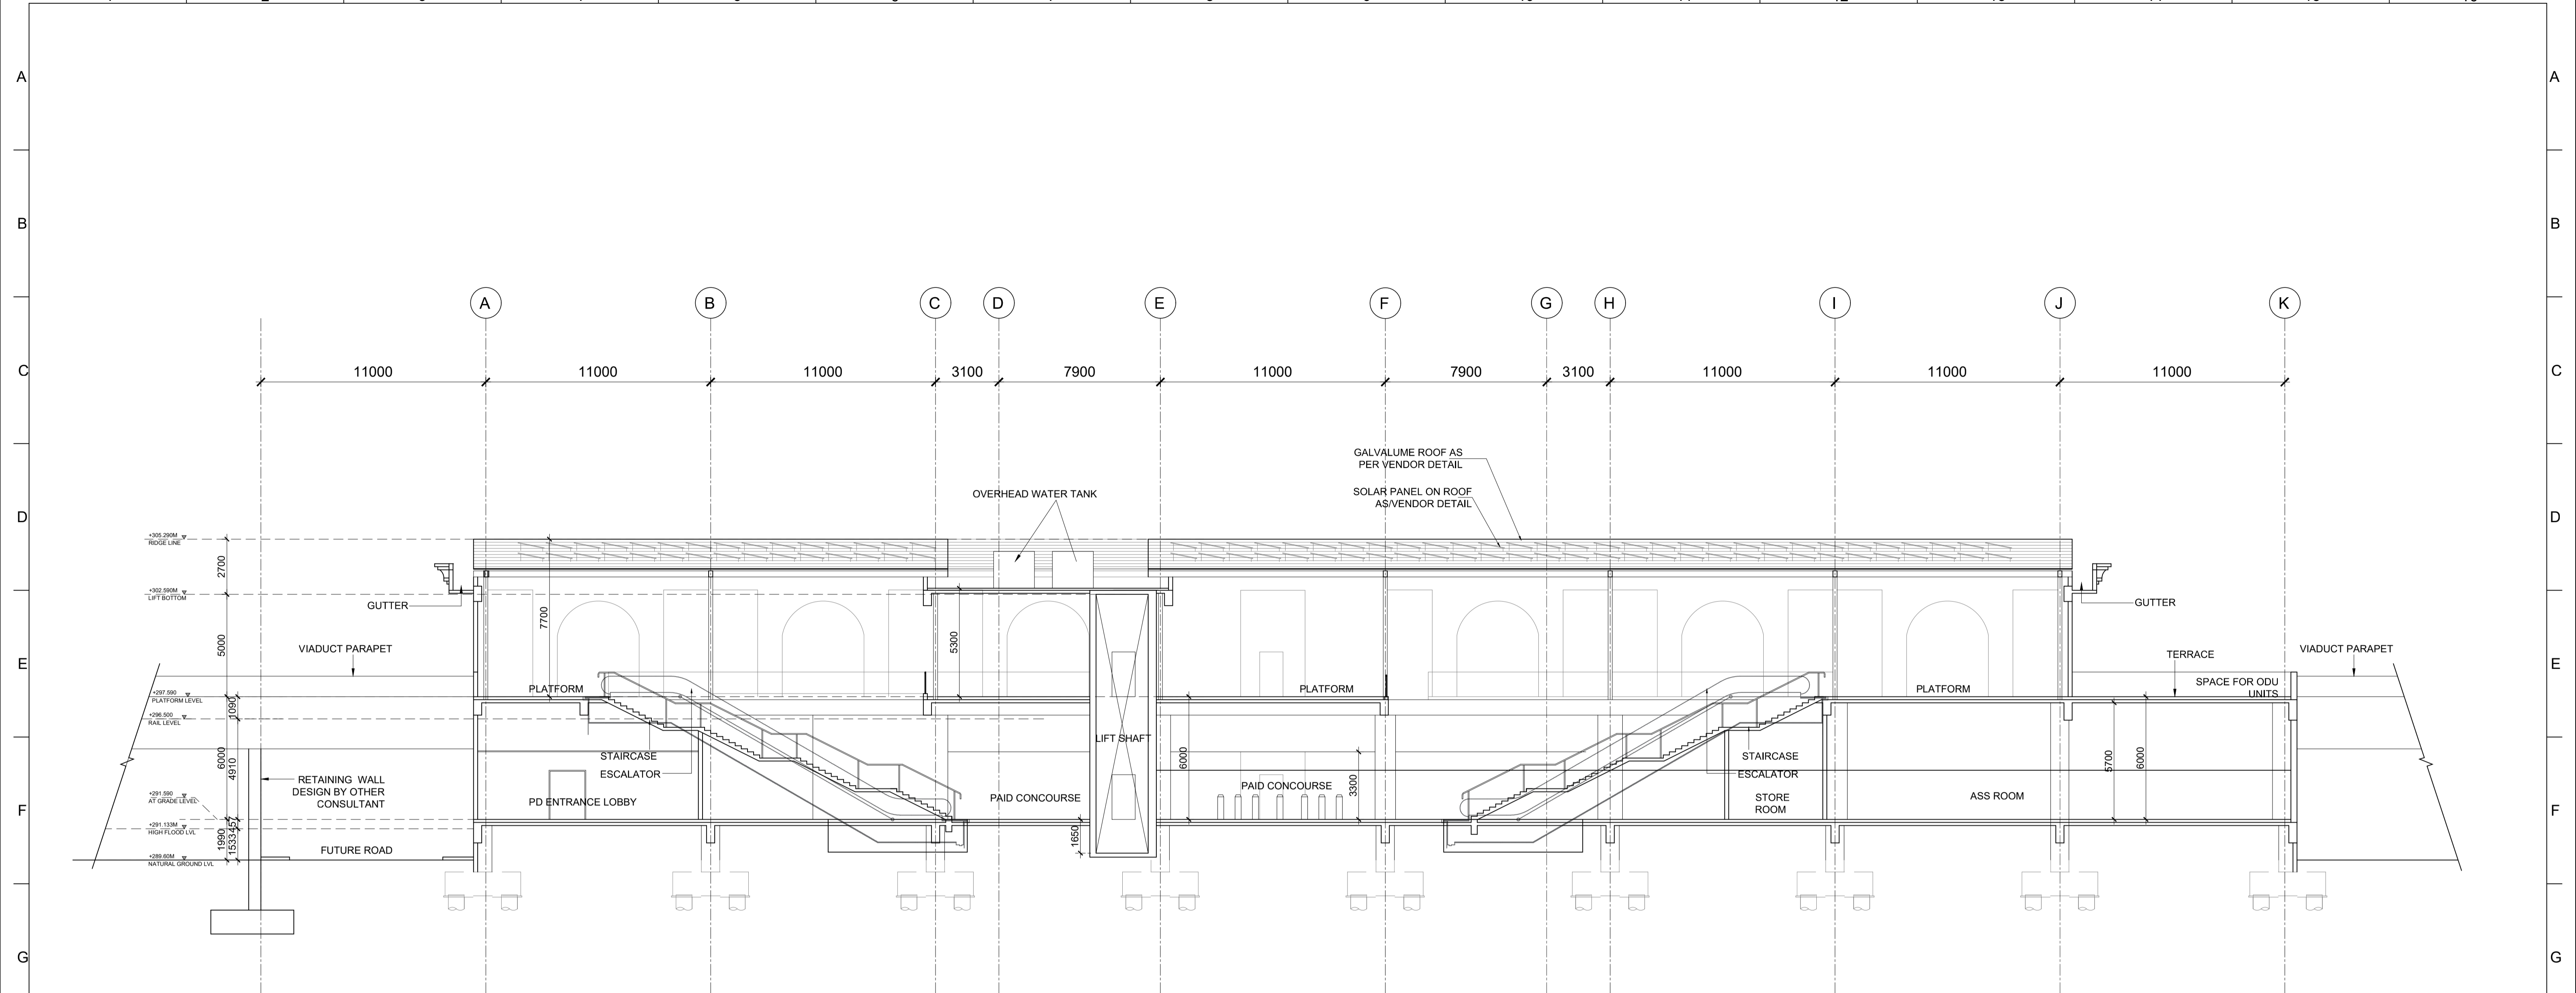 A
A
B
B
A
B
C
D
E
F
G
H
I
J
K
C
C
11000
11000
11000
3100
7900
11000
7900
3100
11000
11000
11000
GALVALUME ROOF AS
PER VENDOR DETAIL
SOLAR PANEL ON ROOF
AS/VENDOR DETAIL
OVERHEAD WATER TANK
D
D
+305.290M
RIDGE LINE
2700
+302.590M
LIFT BOTTOM
GUTTER
GUTTER
7700
5300
5000
VIADUCT PARAPET
VIADUCT PARAPET
E
E
TERRACE
SPACE FOR ODU
UNITS
+297.590
PLATFORM LEVEL
PLATFORM
PLATFORM
PLATFORM
1090
+296.500
RAIL LEVEL
LIFT SHAFT
6000
4910
STAIRCASE
ESCALATOR
STAIRCASE
ESCALATOR
6000
3300
5700
6000
RETAINING WALL
DESIGN BY OTHER
CONSULTANT
+291.590
AT GRADE LEVEL
PD ENTRANCE LOBBY
PAID CONCOURSE
PAID CONCOURSE
STORE
ROOM
ASS ROOM
F
F
+291.133M
HIGH FLOOD LVL
457
1990
1533
1650
FUTURE ROAD
+289.60M
NATURAL GROUND LVL
G
G